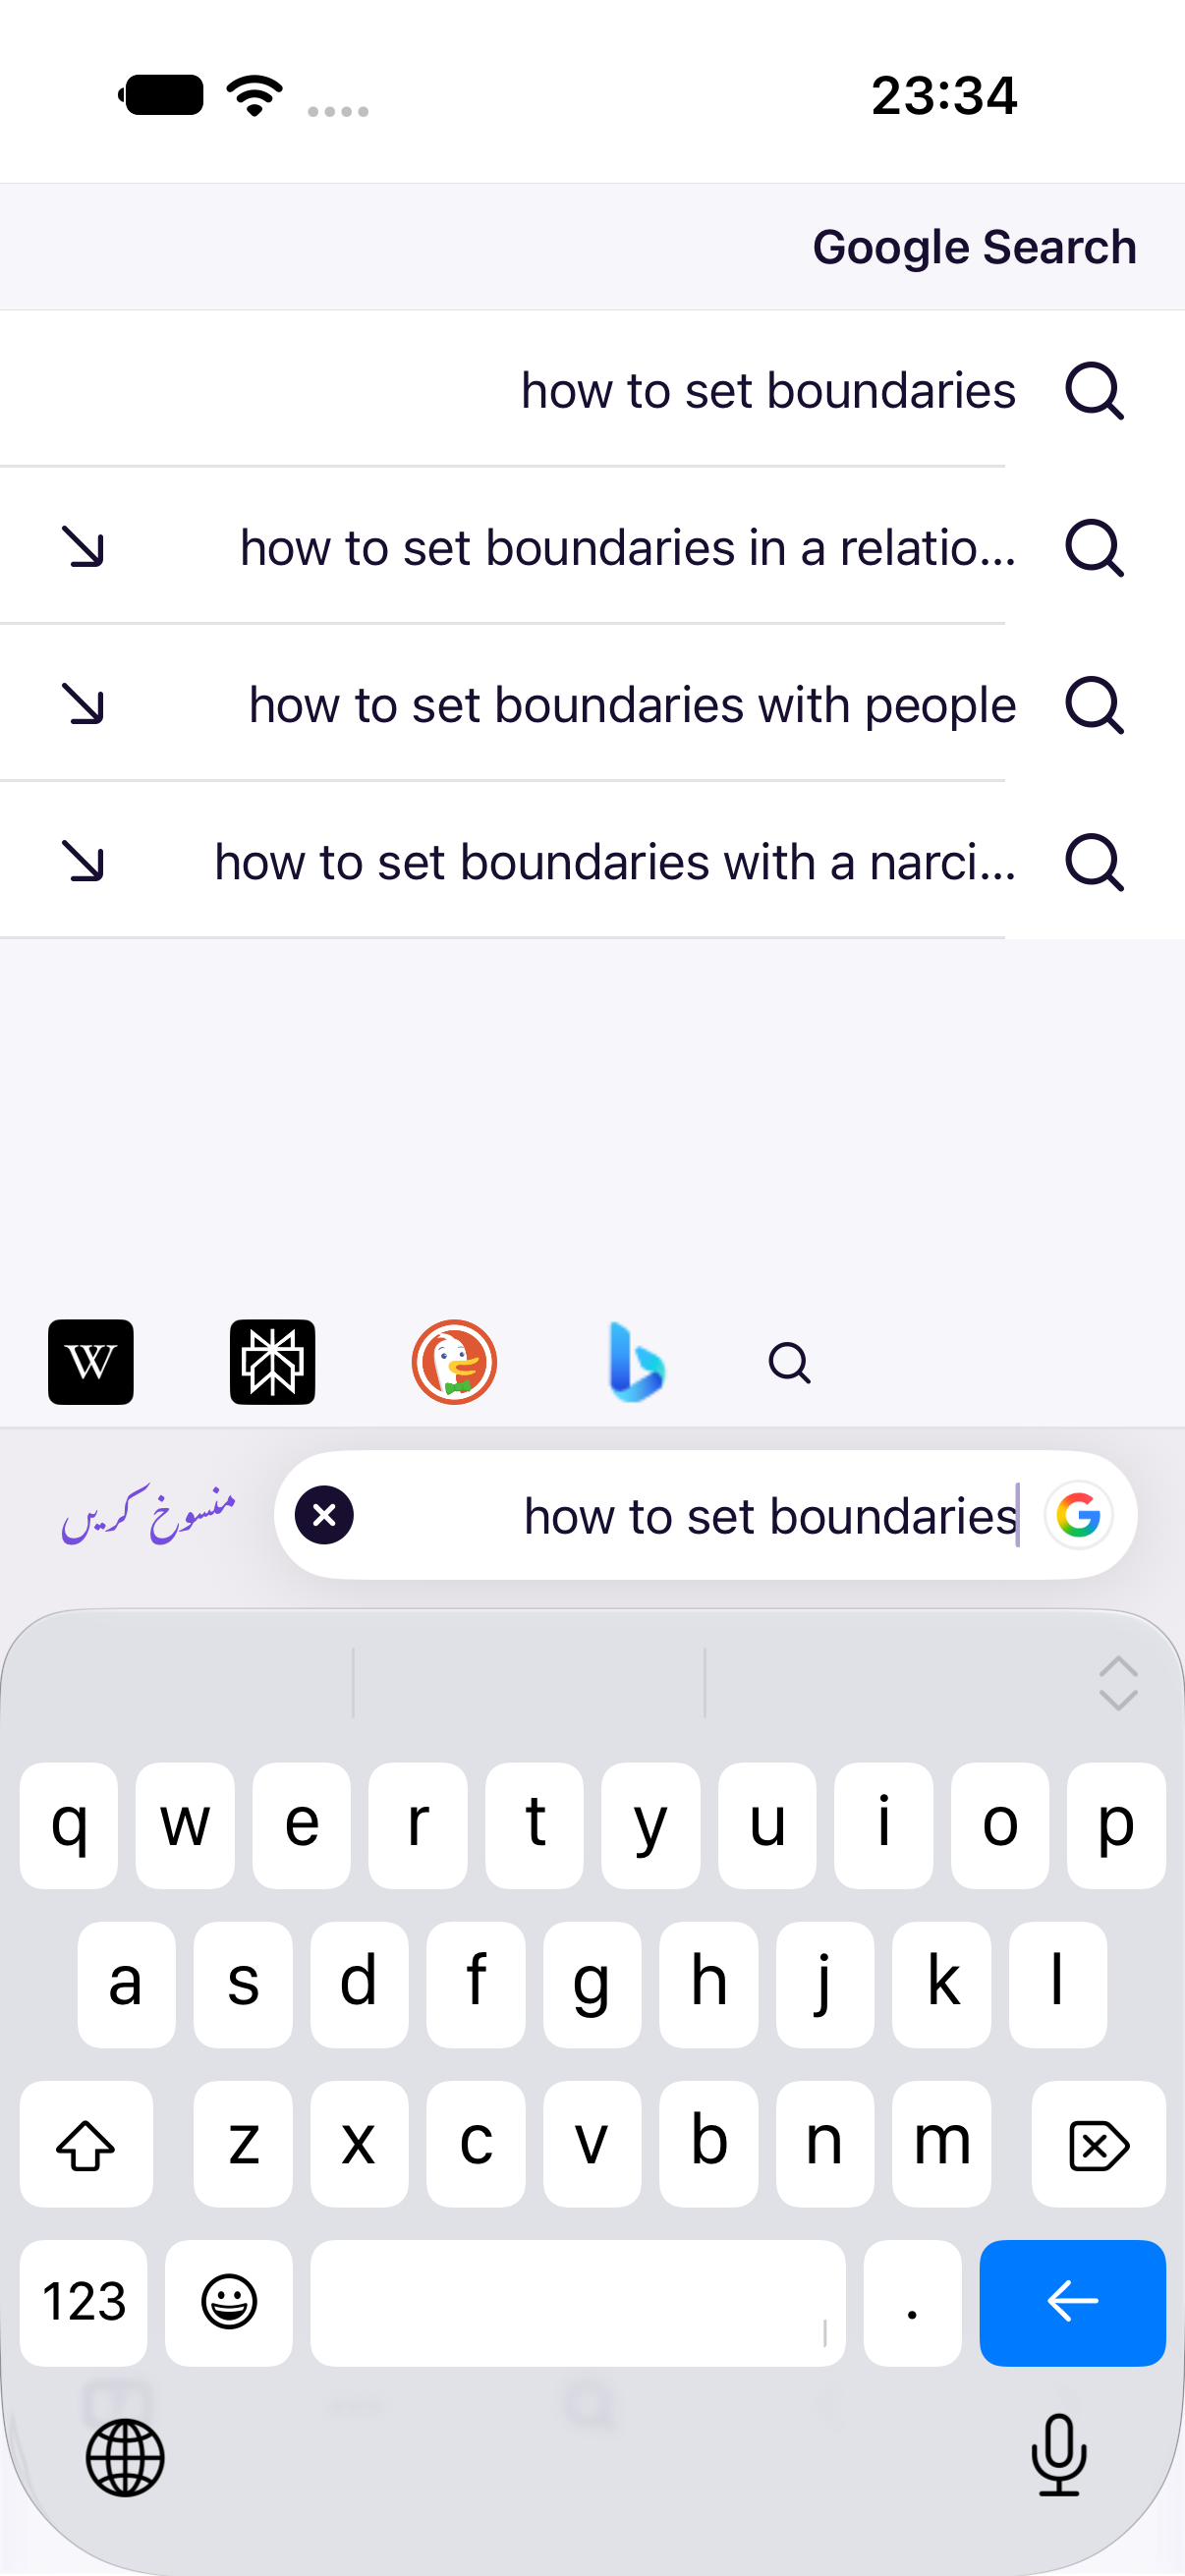 23:34
Google Search
how to set boundaries
how to set boundaries in a relatio...
how to set boundaries with people
how to set boundaries with a narci...
W
how to set boundaries
منسوخ کریں
q w e r t y u i o p
a s d f g h j k l
z x c v b n m
123 .